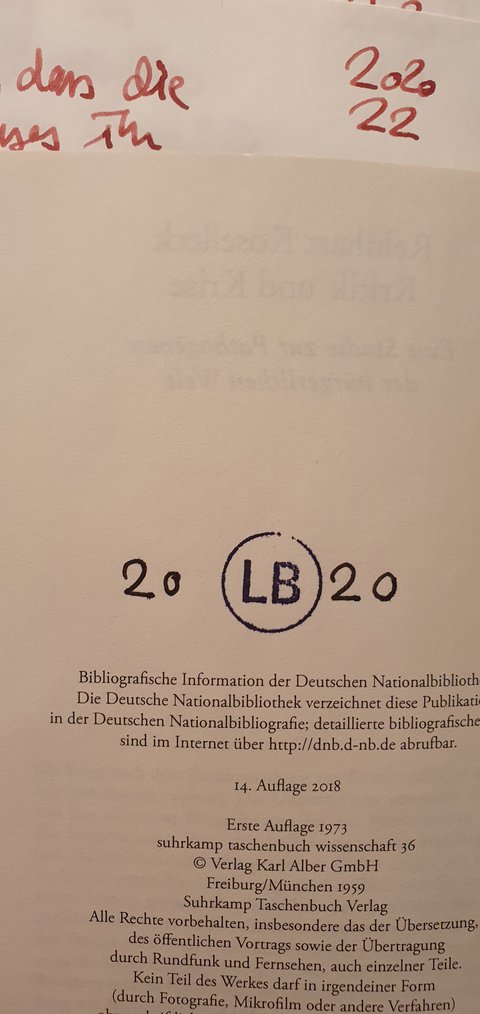 dass die 2020
22
Reinhart Koselleck
Kritik und Krise
Eine Studie zur Pathogenese
der bürgerlichen Welt
20 LB 20
Bibliografische Information der Deutschen Nationalbiblioth
Die Deutsche Nationalbibliothek verzeichnet diese Publikati
in der Deutschen Nationalbibliografie; detaillierte bibliografische
sind im Internet über http://dnb.d-nb.de abrufbar.
14. Auflage 2018
Erste Auflage 1973
suhrkamp taschenbuch wissenschaft 36
© Verlag Karl Alber GmbH
Freiburg/München 1959
Suhrkamp Taschenbuch Verlag
Alle Rechte vorbehalten, insbesondere das der Übersetzung,
des öffentlichen Vortrags sowie der Übertragung
durch Rundfunk und Fernsehen, auch einzelner Teile.
Kein Teil des Werkes darf in irgendeiner Form
(durch Fotografie, Mikrofilm oder andere Verfahren)